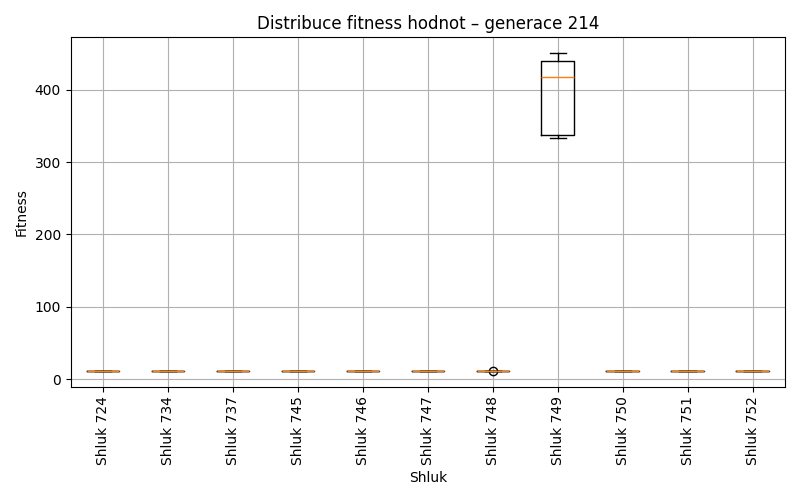 Distribuce fitness hodnot – generace 214
Fitness
400
300
200
100
0
Shluk 724
Shluk 734
Shluk 737
Shluk 745
Shluk 746
Shluk 747
Shluk 748
Shluk 749
Shluk 750
Shluk 751
Shluk 752
Shluk